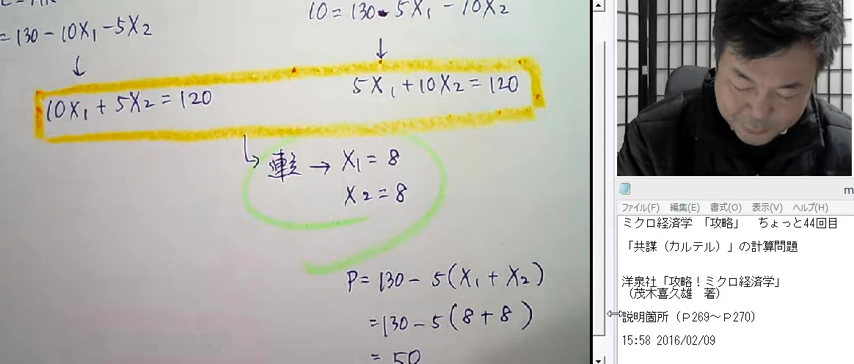 =130-10X₁-5X₂
10=130-5X₁-10X₂
↓
↓
10X₁+5X₂=120
5X₁+10X₂=120
→ X₁=8
X₂=8
P=130-5(X₁+X₂)
=130-5(8+8)
=50
ファイル(F) 編集(E) 書式(O) 表示(V) ヘルプ(H)
ミクロ経済学 「攻略」 ちょっと44回目
「共謀（カルテル）」の計算問題
洋泉社「攻略！ミクロ経済学」
（茂木喜久雄 著）
説明箇所（P269～P270）
15:58 2016/02/09